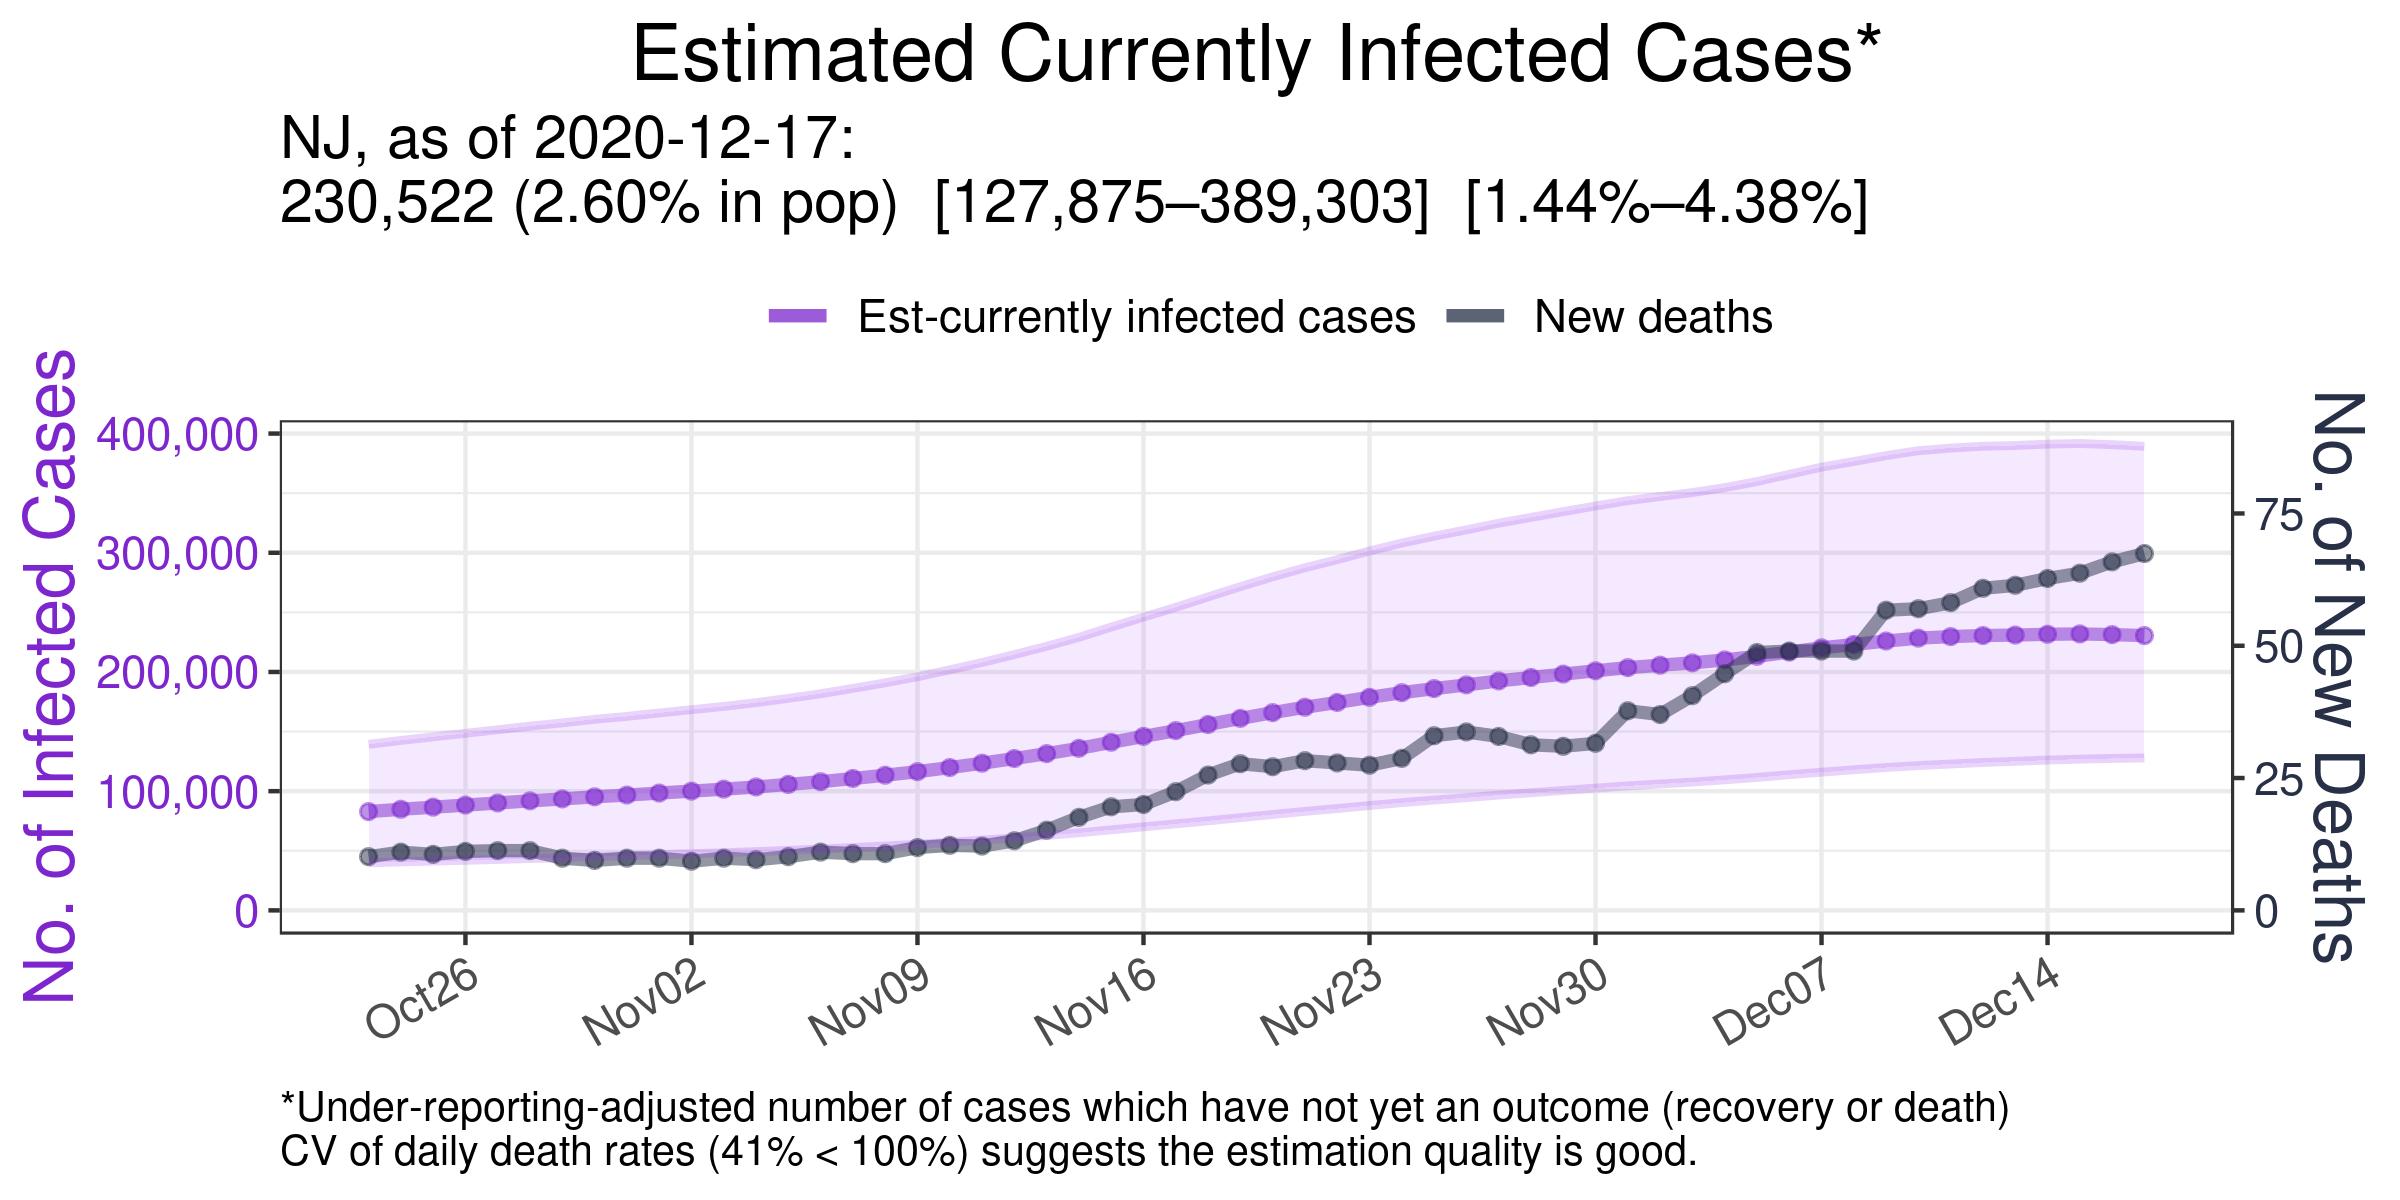 Estimated Currently Infected Cases*
NJ, as of 2020-12-17:
230,522 (2.60% in pop)  [127,875–389,303]  [1.44%–4.38%]
Est-currently infected cases
New deaths
No. of Infected Cases
400,000
300,000
200,000
100,000
0
75
50
25
0
No. of New Deaths
Oct26
Nov02
Nov09
Nov16
Nov23
Nov30
Dec07
Dec14
*Under-reporting-adjusted number of cases which have not yet an outcome (recovery or death)
CV of daily death rates (41% < 100%) suggests the estimation quality is good.